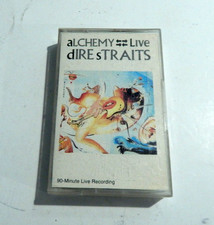 aLCHEMY Live
dIRE sTRAITS
90-Minute Live Recording